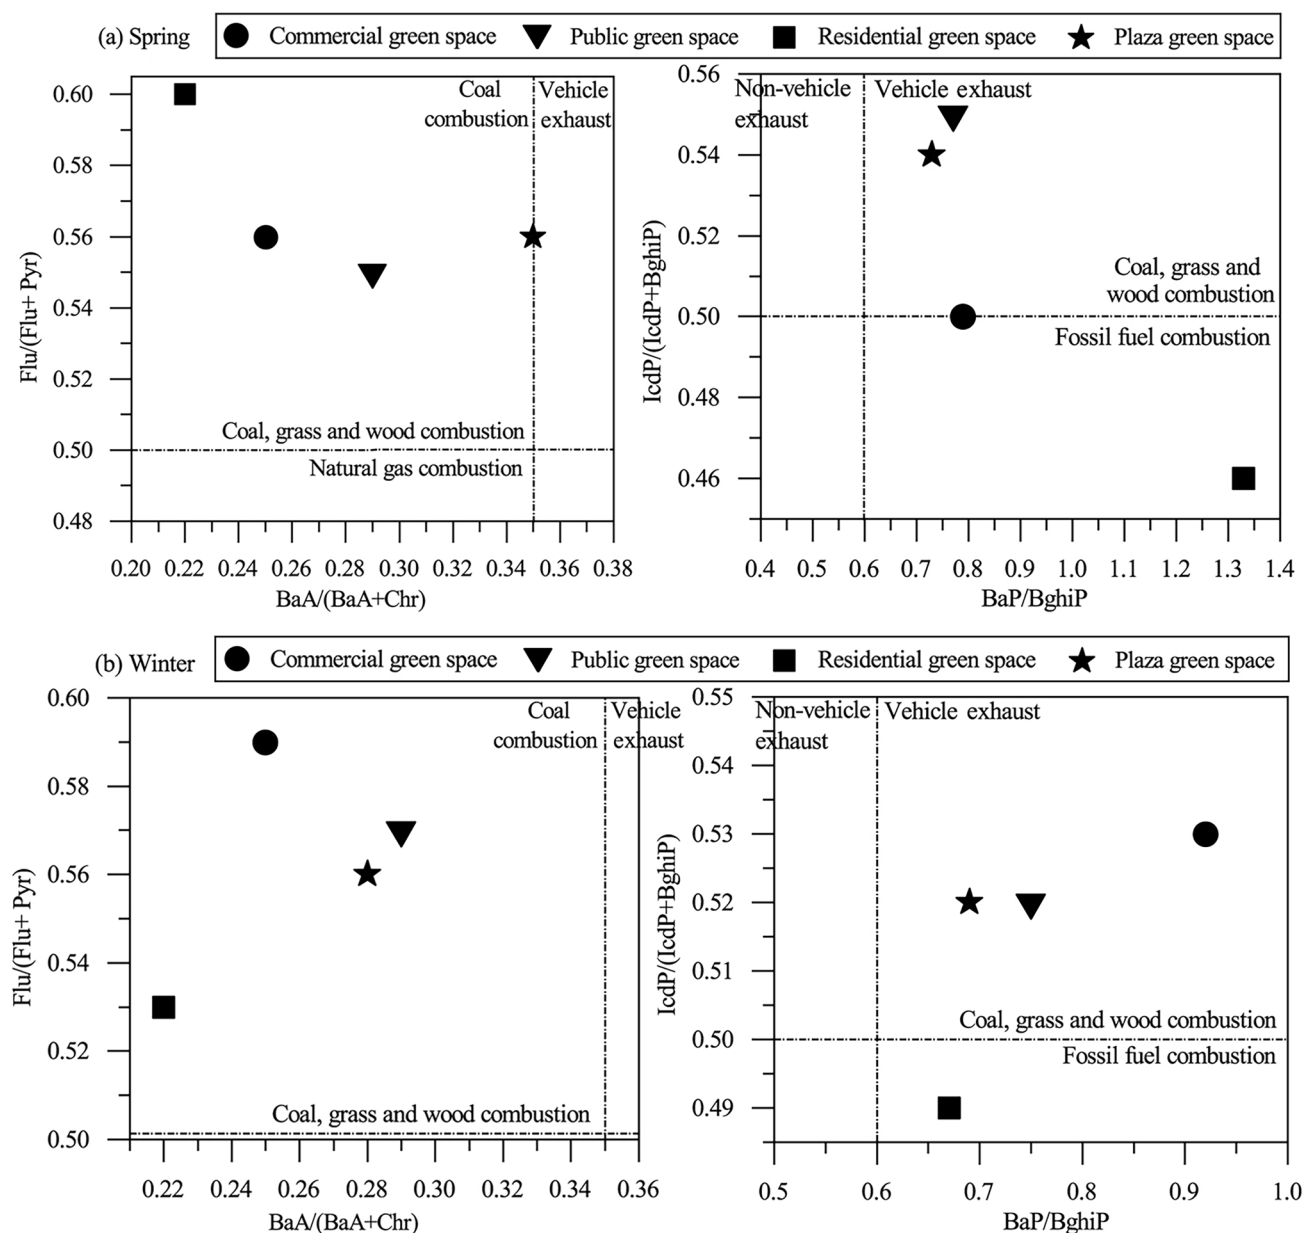 (a) Spring
Commercial green space Public green space Residential green space Plaza green space
0.60
0.58
0.56
0.54
0.52
0.50
0.48
Flu/(Flu+ Pyr)
Coal
combustion
Vehicle
exhaust
Coal, grass and wood combustion
Natural gas combustion
0.20 0.22 0.24 0.26 0.28 0.30 0.32 0.34 0.36 0.38
BaA/(BaA+Chr)
0.56
0.54
0.52
0.50
0.48
0.46
IcdP/(IcdP+BghiP)
Non-vehicle
exhaust
Vehicle exhaust
Coal, grass and
wood combustion
Fossil fuel combustion
0.4 0.5 0.6 0.7 0.8 0.9 1.0 1.1 1.2 1.3 1.4
BaP/BghiP
(b) Winter
Commercial green space Public green space Residential green space Plaza green space
0.60
0.58
0.56
0.54
0.52
0.50
Flu/(Flu+ Pyr)
Coal
combustion
Vehicle
exhaust
Coal, grass and wood combustion
0.22 0.24 0.26 0.28 0.30 0.32 0.34 0.36
BaA/(BaA+Chr)
0.55
0.54
0.53
0.52
0.51
0.50
0.49
IcdP/(IcdP+BghiP)
Non-vehicle
exhaust
Vehicle exhaust
Coal, grass and wood combustion
Fossil fuel combustion
0.5 0.6 0.7 0.8 0.9 1.0
BaP/BghiP